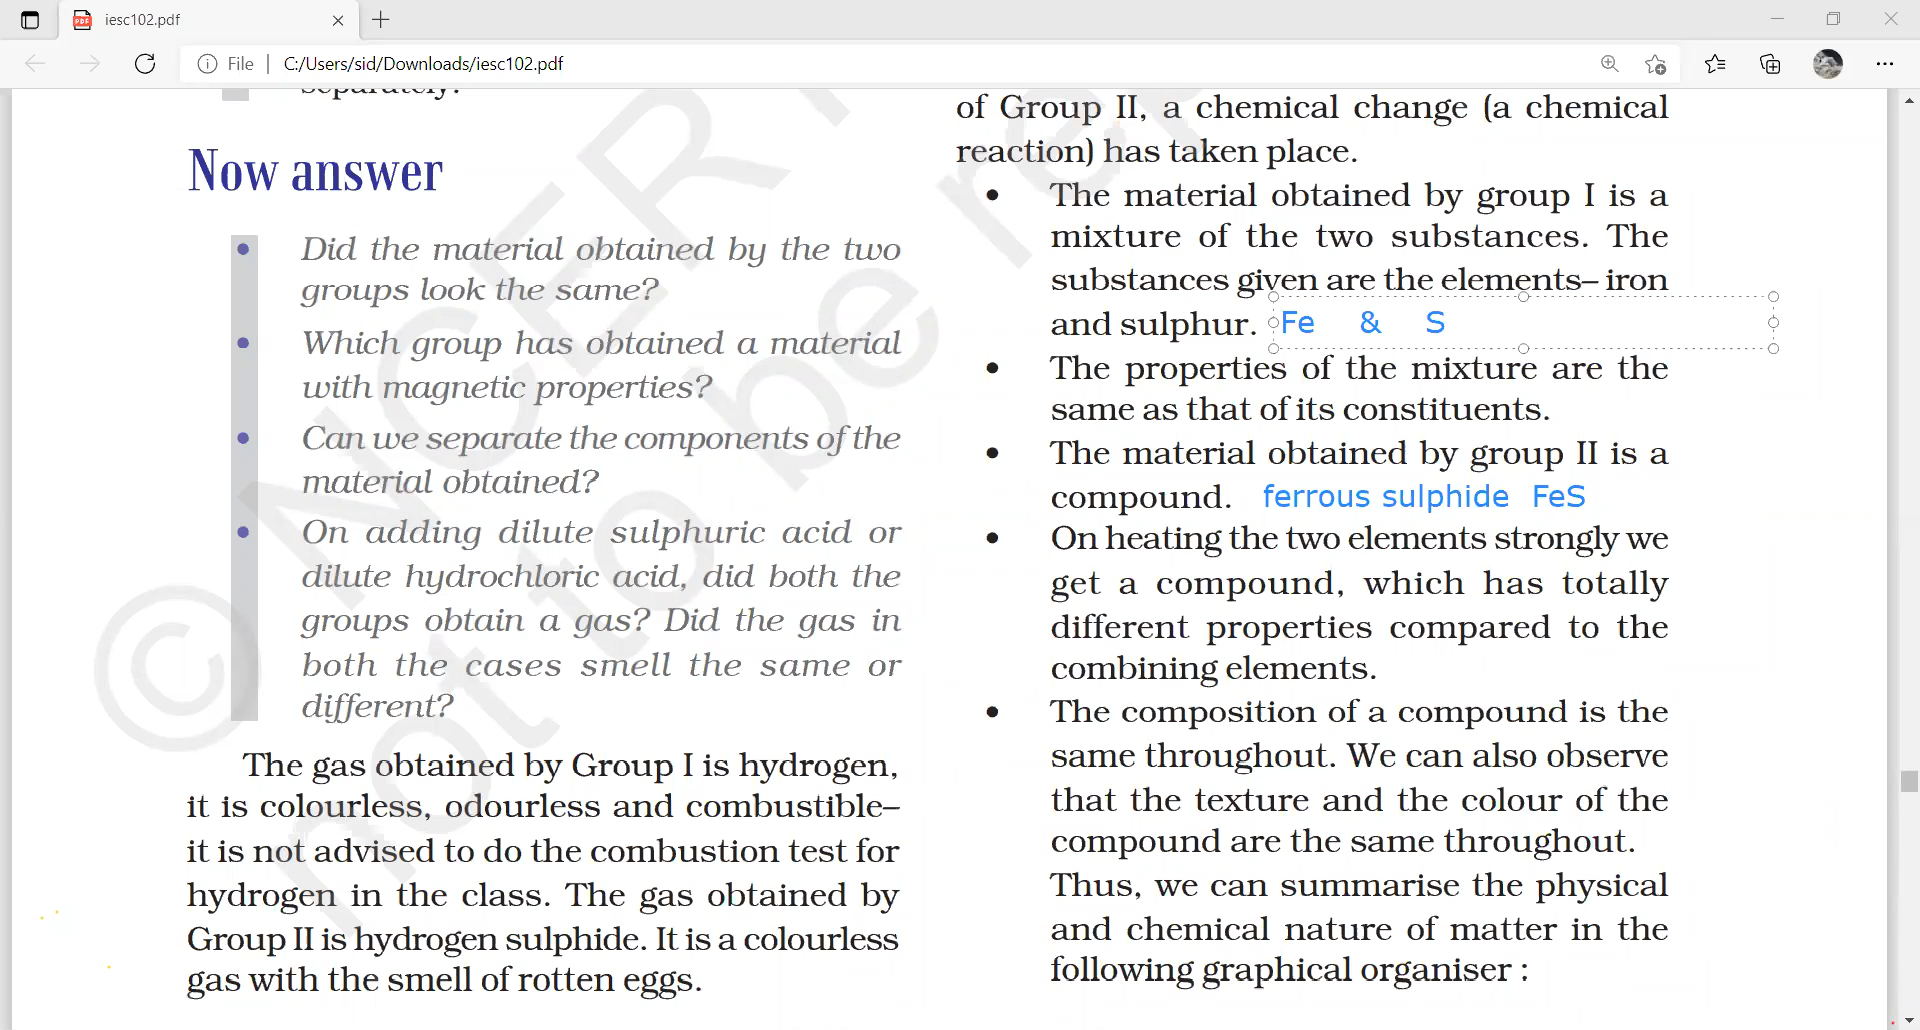 iesc102.pdf
File
C:/Users/sid/Downloads/iesc102.pdf
separately?
Now answer
• Did the material obtained by the two
groups look the same?
• Which group has obtained a material
with magnetic properties?
• Can we separate the components of the
material obtained?
• On adding dilute sulphuric acid or
dilute hydrochloric acid, did both the
groups obtain a gas? Did the gas in
both the cases smell the same or
different?
The gas obtained by Group I is hydrogen,
it is colourless, odourless and combustible–
it is not advised to do the combustion test for
hydrogen in the class. The gas obtained by
Group II is hydrogen sulphide. It is a colourless
gas with the smell of rotten eggs.
of Group II, a chemical change (a chemical
reaction) has taken place.
• The material obtained by group I is a
mixture of the two substances. The
substances given are the elements– iron
and sulphur. Fe & S
• The properties of the mixture are the
same as that of its constituents.
• The material obtained by group II is a
compound. ferrous sulphide FeS
• On heating the two elements strongly we
get a compound, which has totally
different properties compared to the
combining elements.
• The composition of a compound is the
same throughout. We can also observe
that the texture and the colour of the
compound are the same throughout.
Thus, we can summarise the physical
and chemical nature of matter in the
following graphical organiser :
© NCER
not to be rep